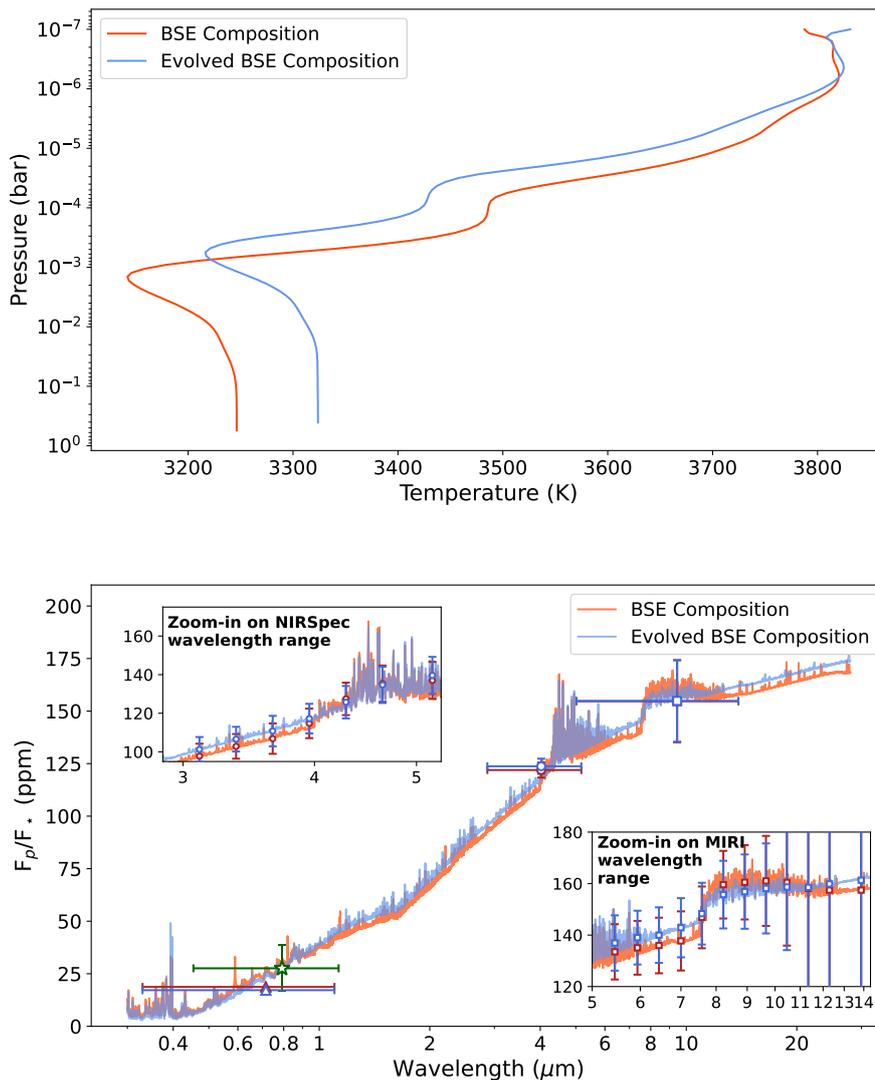 10⁻⁷
10⁻⁶
10⁻⁵
10⁻⁴
10⁻³
10⁻²
10⁻¹
10⁰
Pressure (bar)
BSE Composition
Evolved BSE Composition
3200 3300 3400 3500 3600 3700 3800
Temperature (K)
200
175
150
125
100
75
50
25
0
Fₚ/F⋆ (ppm)
BSE Composition
Evolved BSE Composition
Zoom-in on NIRSpec
wavelength range
160
140
120
100
3 4 5
Zoom-in on MIRI
wavelength
range
180
160
140
120
5 6 7 8 9 10 11 12 13 14
0.4 0.6 0.8 1 2 4 6 8 10 20
Wavelength (μm)